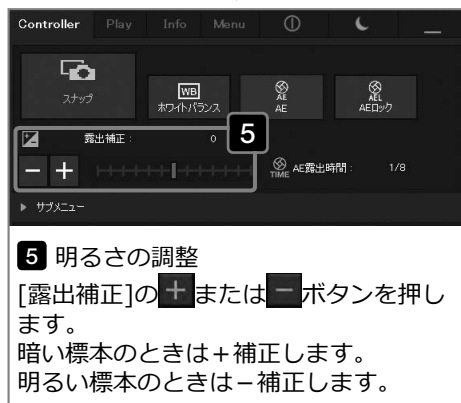 Controller Play Info Menu
スナップ
WB
ホワイトバランス
AE
AE
AEL
AEロック
露出補正： 0
5
− +
TIME AE露出時間： 1/8
▶ サブメニュー
5 明るさの調整
[露出補正]の + または − ボタンを押し
ます。
暗い標本のときは＋補正します。
明るい標本のときは－補正します。